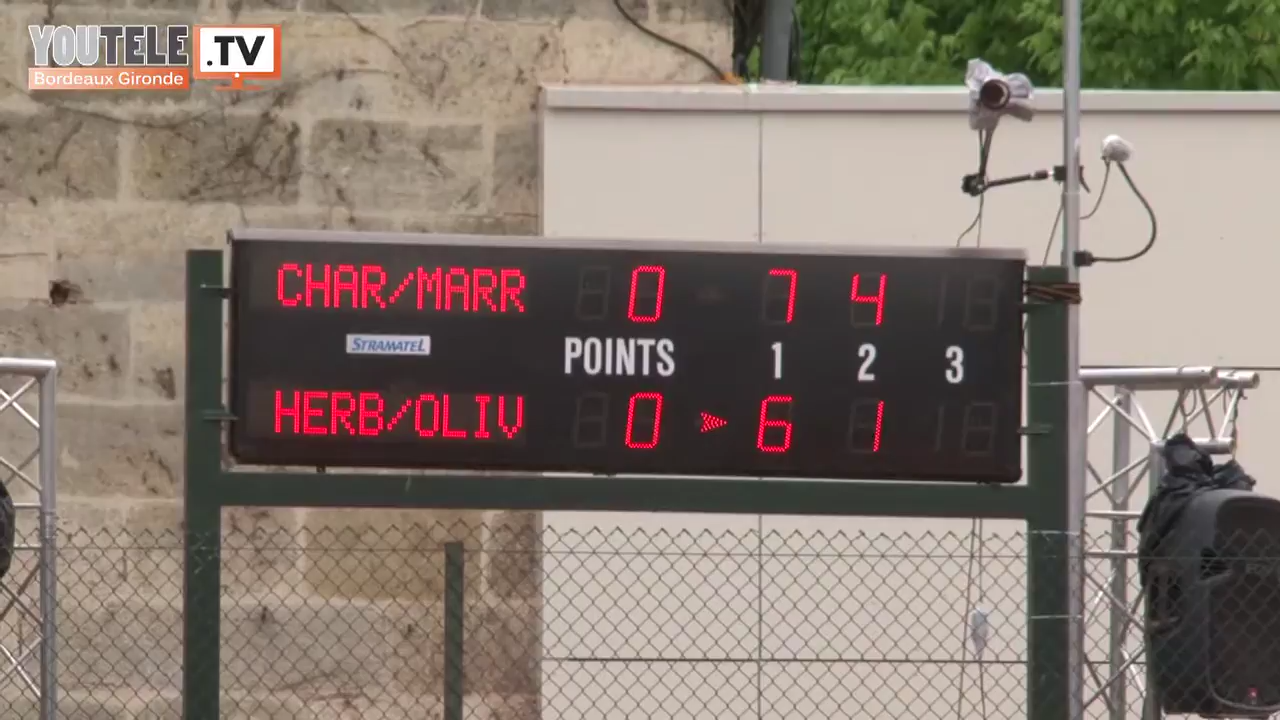 YOUTELE .TV
Bordeaux Gironde
CHAR/MARR 0 7 4
STRAMATEL POINTS 1 2 3
HERB/OLIV 0 6 1